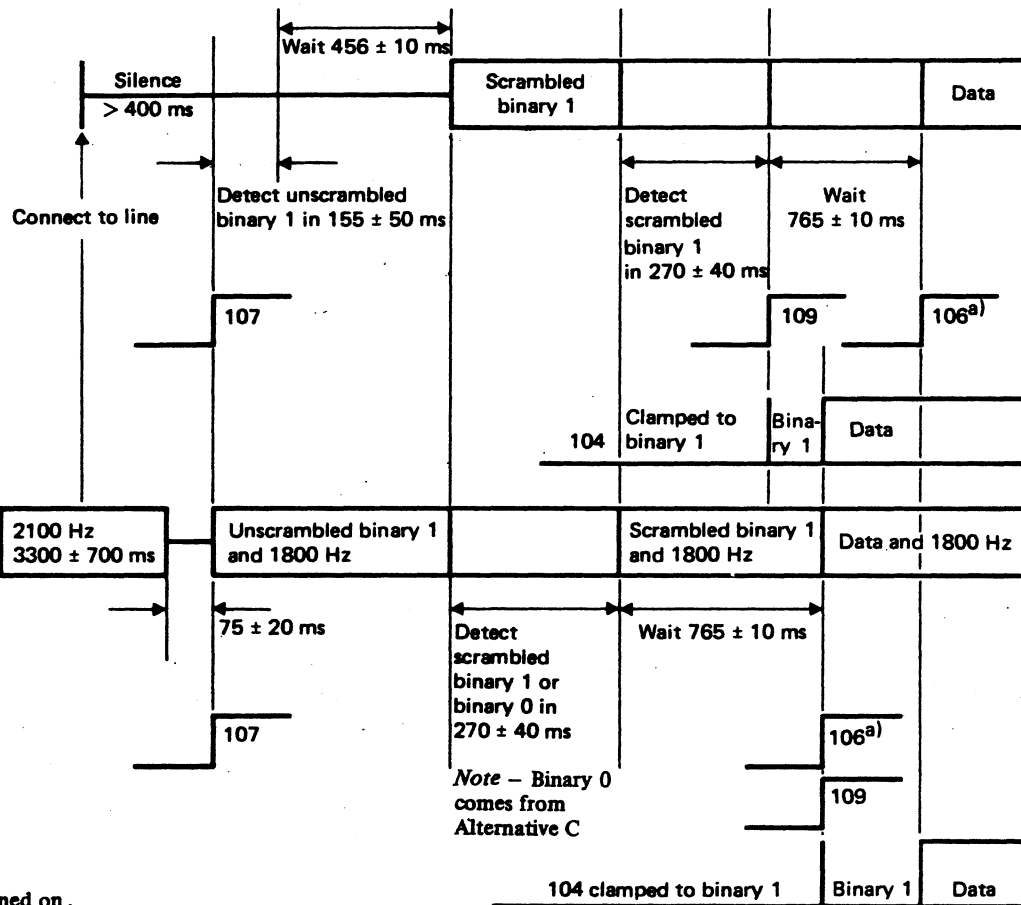 Wait 456 ± 10 ms
Silence
> 400 ms
Scrambled
binary 1
Data
Connect to line
Detect unscrambled
binary 1 in 155 ± 50 ms
Detect
scrambled
binary 1
in 270 ± 40 ms
Wait
765 ± 10 ms
107
109
106a)
104
Clamped to
binary 1
Bina-
ry 1
Data
2100 Hz
3300 ± 700 ms
Unscrambled binary 1
and 1800 Hz
Scrambled binary 1
and 1800 Hz
Data and 1800 Hz
75 ± 20 ms
Detect
scrambled
binary 1 or
binary 0 in
270 ± 40 ms
Wait 765 ± 10 ms
107
106a)
Note – Binary 0
comes from
Alternative C
109
104 clamped to binary 1
Binary 1
Data
ned on.